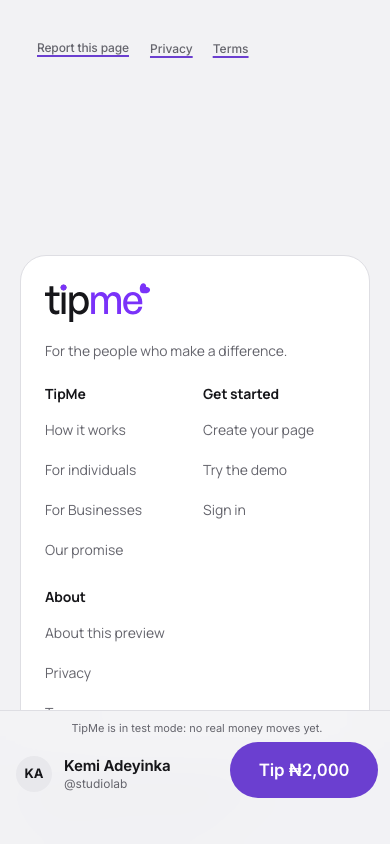 Report this page Privacy Terms
tipme
For the people who make a difference.
TipMe Get started
How it works Create your page
For individuals Try the demo
For Businesses Sign in
Our promise
About
About this preview
Privacy
TipMe is in test mode: no real money moves yet.
KA Kemi Adeyinka Tip ₦2,000
@studiolab